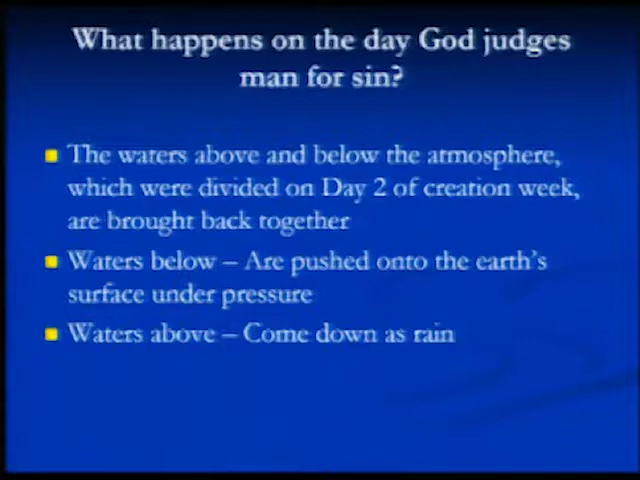 What happens on the day God judges
man for sin?
The waters above and below the atmosphere,
which were divided on Day 2 of creation week,
are brought back together
Waters below – Are pushed onto the earth's
surface under pressure
Waters above – Come down as rain